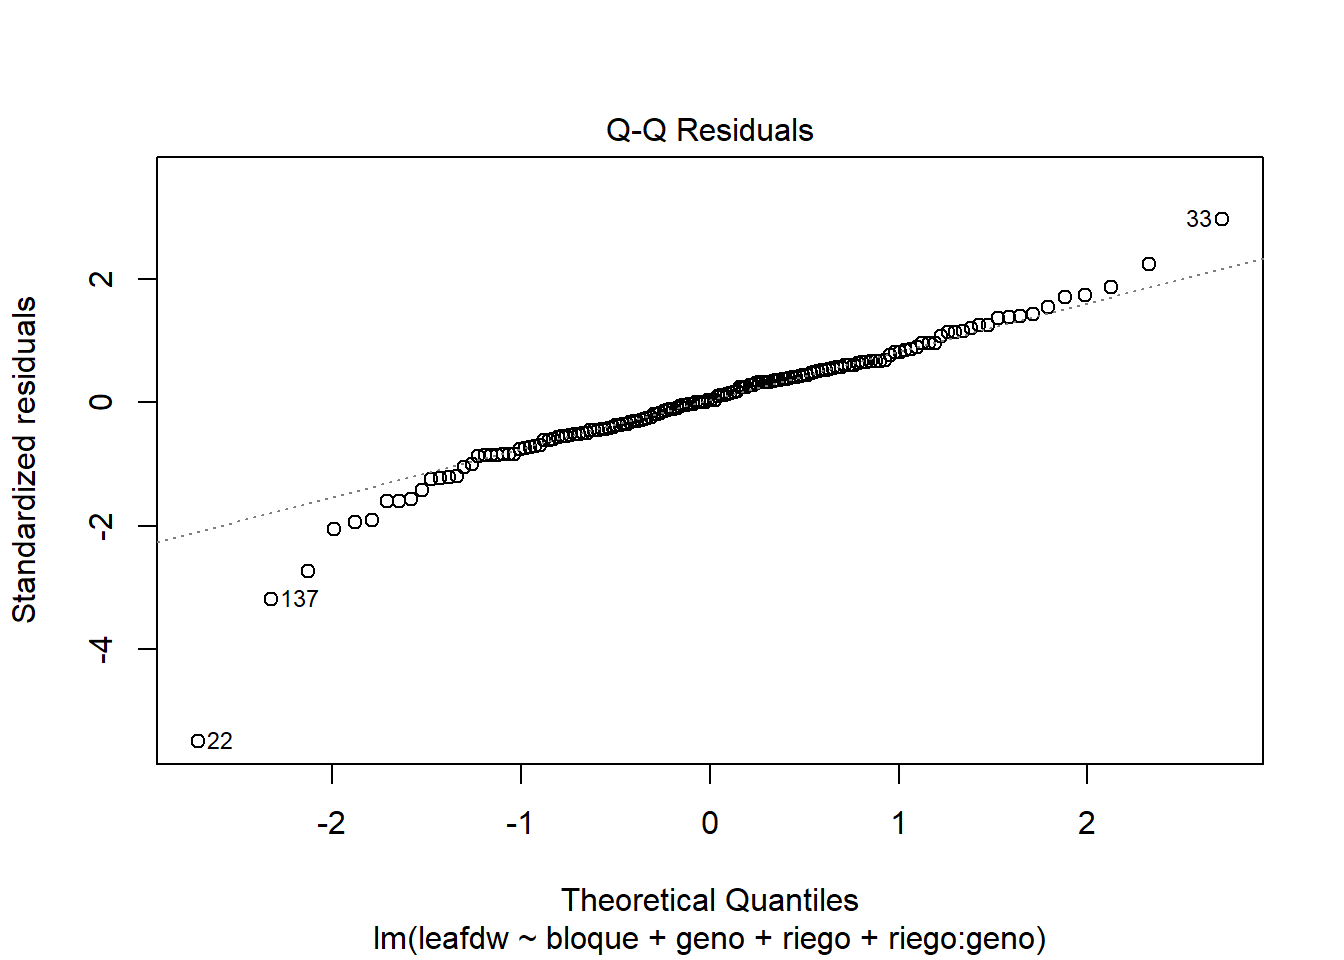 Q-Q Residuals
33
2
0
-2
-4
Standardized residuals
137
22
-2 -1 0 1 2
Theoretical Quantiles
lm(leafdw ~ bloque + geno + riego + riego:geno)